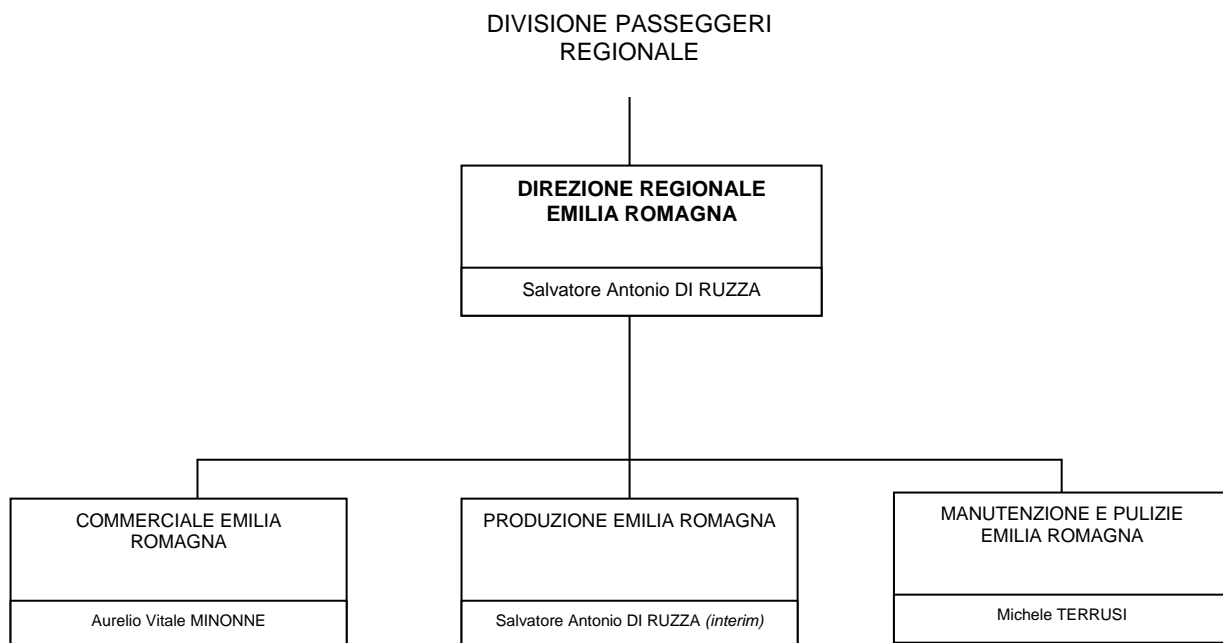 DIVISIONE PASSEGGERI
REGIONALE
DIREZIONE REGIONALE
EMILIA ROMAGNA
Salvatore Antonio DI RUZZA
COMMERCIALE EMILIA
ROMAGNA
Aurelio Vitale MINONNE
PRODUZIONE EMILIA ROMAGNA
Salvatore Antonio DI RUZZA (interim)
MANUTENZIONE E PULIZIE
EMILIA ROMAGNA
Michele TERRUSI